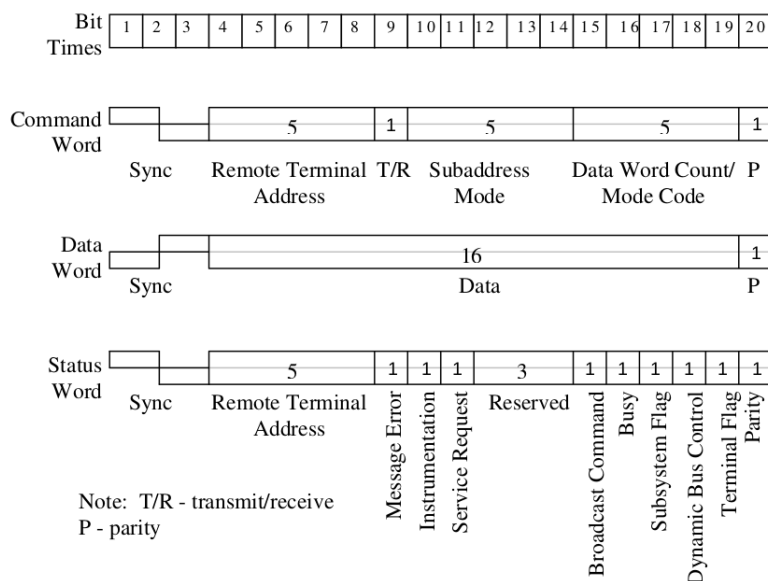 Bit
Times
1 2 3 4 5 6 7 8 9 10 11 12 13 14 15 16 17 18 19 20
Command
Word
5 1 5 5 1
Sync
Remote Terminal
Address
T/R
Subaddress
Mode
Data Word Count/
Mode Code
P
Data
Word
16 1
Sync
Data
P
Status
Word
5 1 1 1 3 1 1 1 1 1 1
Sync
Remote Terminal
Address
Message Error
Instrumentation
Service Request
Reserved
Broadcast Command
Busy
Subsystem Flag
Dynamic Bus Control
Terminal Flag
Parity
Note: T/R - transmit/receive
P - parity